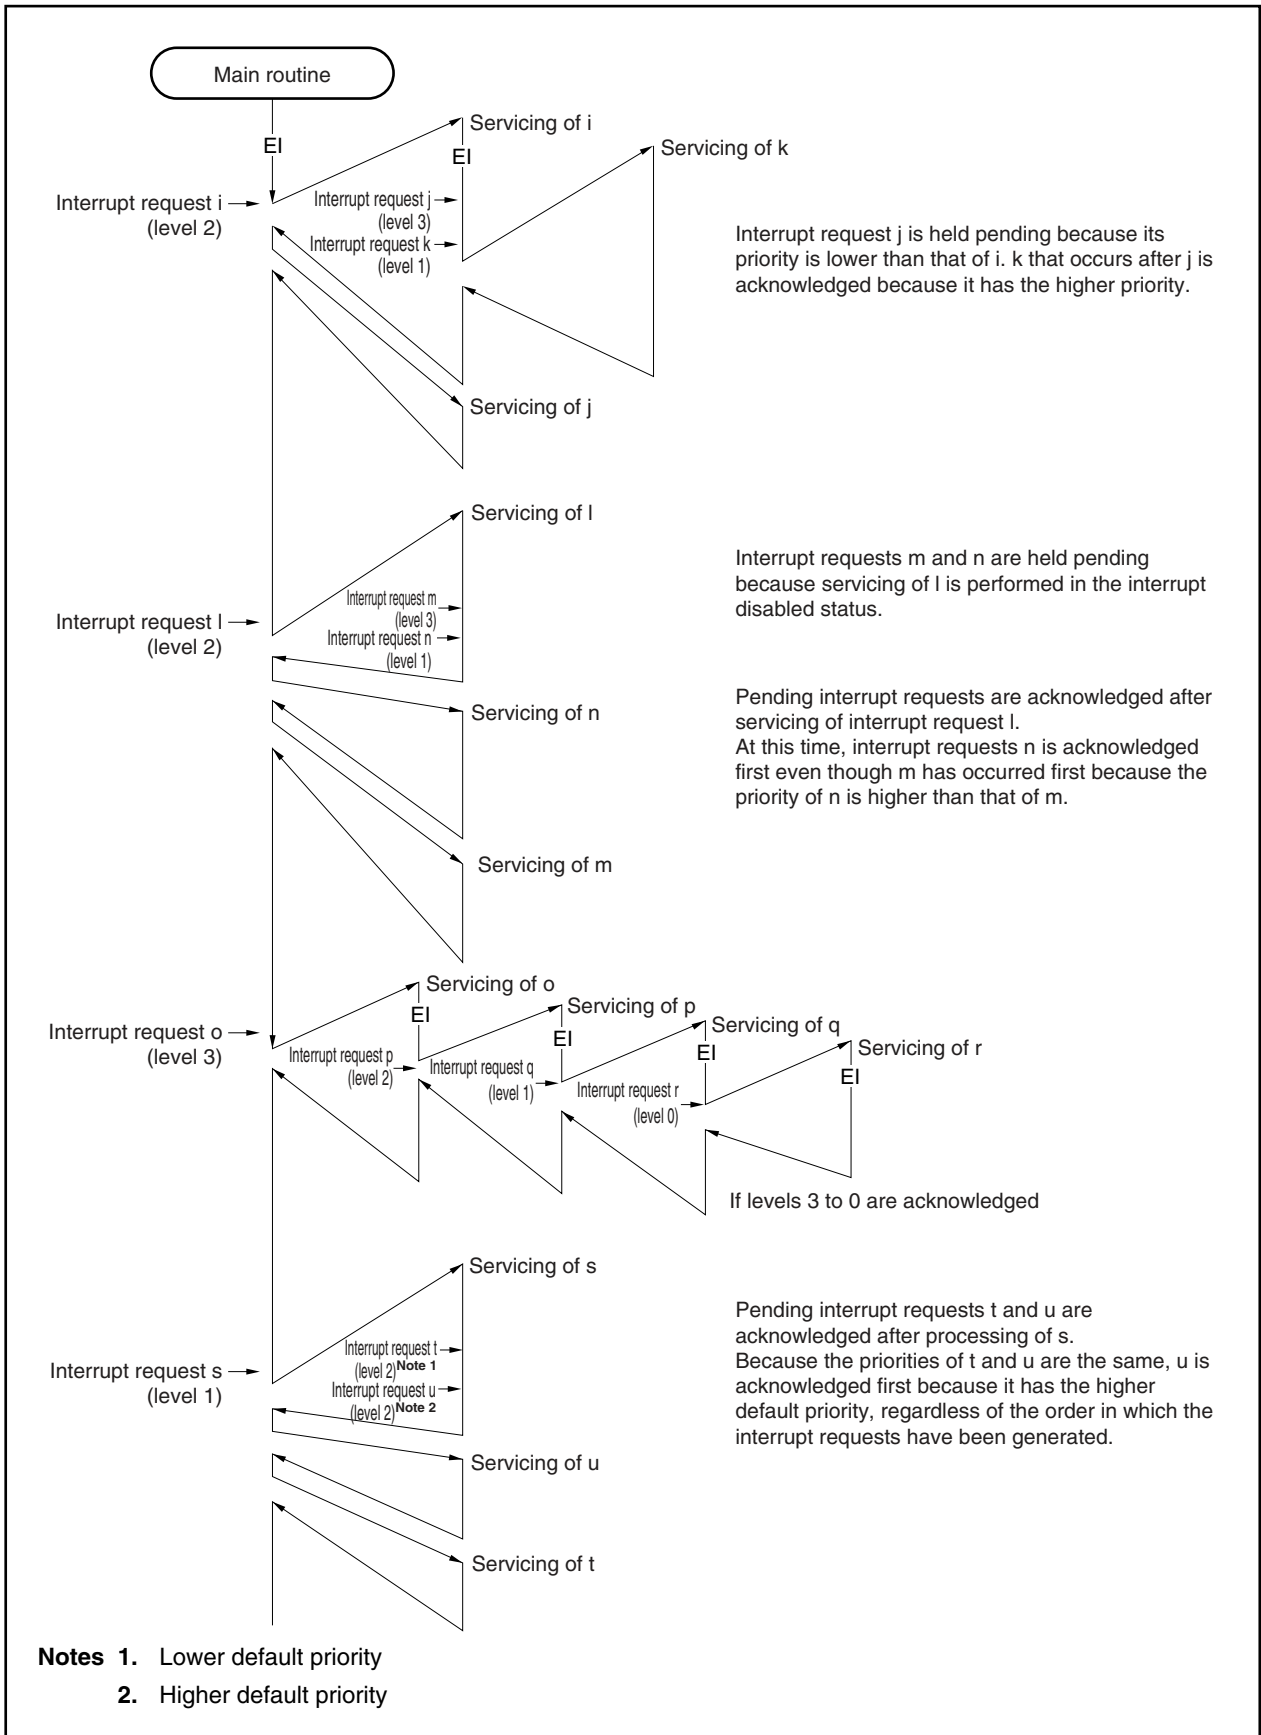 Main routine
EI
Servicing of i
EI
Servicing of k
Interrupt request i
(level 2)
Interrupt request j
(level 3)
Interrupt request k
(level 1)
Interrupt request j is held pending because its
priority is lower than that of i. k that occurs after j is
acknowledged because it has the higher priority.
Servicing of j
Servicing of l
Interrupt request l
(level 2)
Interrupt request m
(level 3)
Interrupt request n
(level 1)
Interrupt requests m and n are held pending
because servicing of l is performed in the interrupt
disabled status.
Servicing of n
Pending interrupt requests are acknowledged after
servicing of interrupt request l.
At this time, interrupt requests n is acknowledged
first even though m has occurred first because the
priority of n is higher than that of m.
Servicing of m
Interrupt request o
(level 3)
Servicing of o
EI
Interrupt request p
(level 2)
Servicing of p
EI
Interrupt request q
(level 1)
Servicing of q
EI
Interrupt request r
(level 0)
Servicing of r
EI
If levels 3 to 0 are acknowledged
Servicing of s
Interrupt request s
(level 1)
Interrupt request t
(level 2)Note 1
Interrupt request u
(level 2)Note 2
Pending interrupt requests t and u are
acknowledged after processing of s.
Because the priorities of t and u are the same, u is
acknowledged first because it has the higher
default priority, regardless of the order in which the
interrupt requests have been generated.
Servicing of u
Servicing of t
Notes 1. Lower default priority
2. Higher default priority